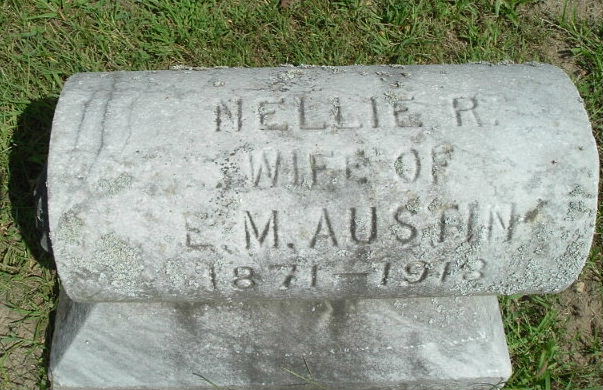 NELLIE R.
WIFE OF
E. M. AUSTIN
1871–1918